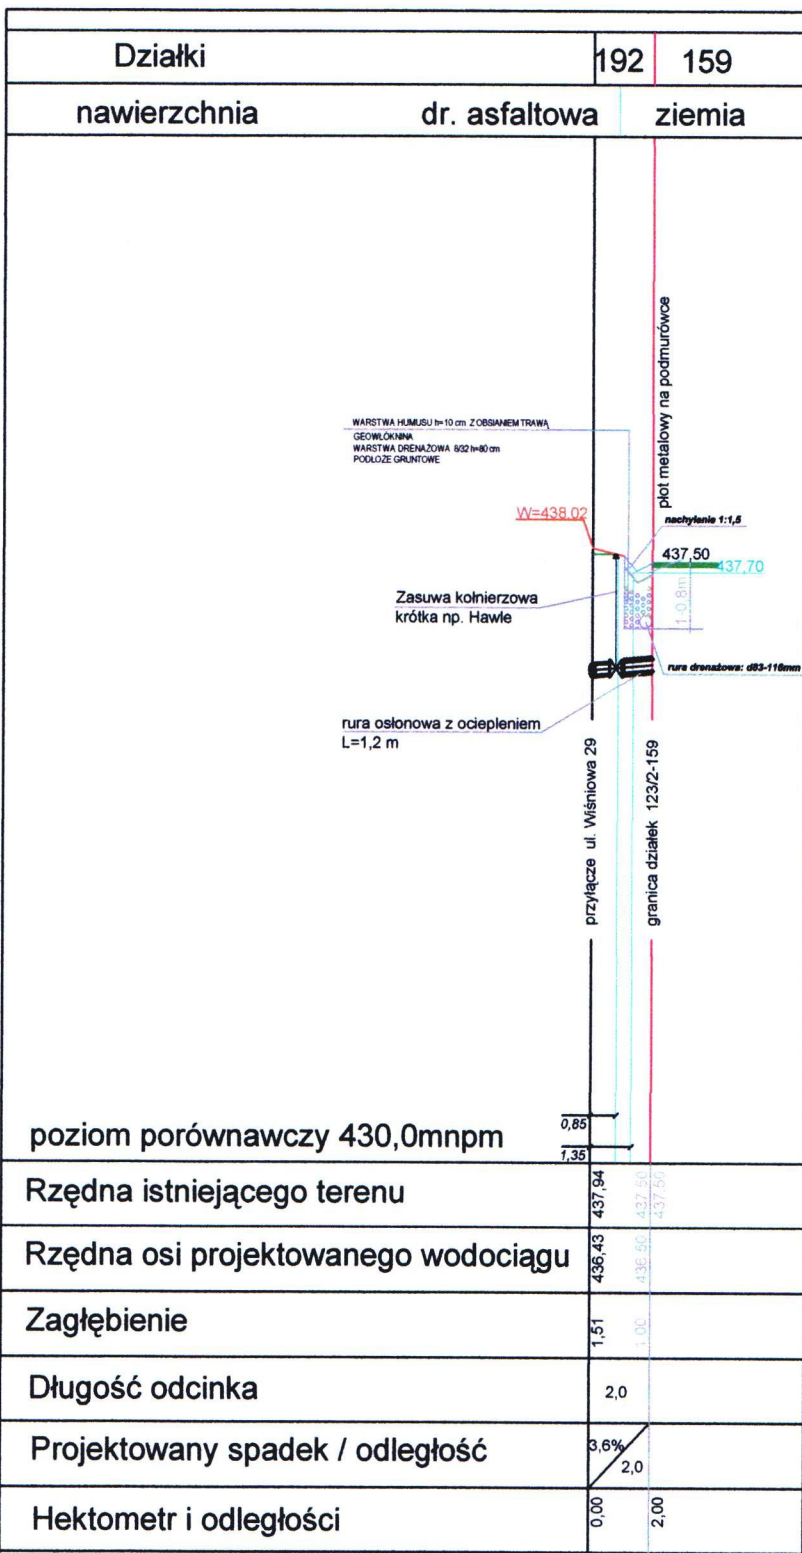 Działki 192 159
nawierzchnia dr. asfaltowa ziemia
płot metalowy na podmurówce
WARSTWA HUMUSU h=10 cm Z OBSIANIEM TRAWĄ
GEOWŁÓKNINA
WARSTWA DRENAŻOWA 8/32 h=80 cm
PODŁOŻE GRUNTOWE
W=438.02
nachylenie 1:1,5
437,50
437,70
Zasuwa kołnierzowa
krótka np. Hawle
1-0,8m
rura drenażowa: d83-116mm
rura osłonowa z ociepleniem
L=1,2 m
przyłącze ul. Wiśniowa 29
granica działek 123/2-159
0,85
poziom porównawczy 430,0mnpm
1,35
Rzędna istniejącego terenu 437,94 437,50 437,50
Rzędna osi projektowanego wodociągu 436,43 436,50
Zagłębienie 1,51 1,00
Długość odcinka 2,0
Projektowany spadek / odległość 3,6% 2,0
Hektometr i odległości 0,00 2,00